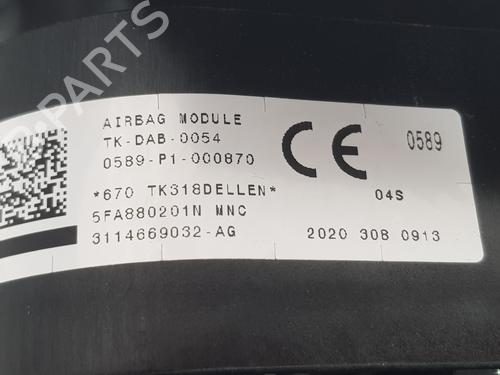 AIRBAG MODULE
TK-DAB-0054
0589-P1-000870
CE 0589
*670 TK318DELLEN*
04S
5FA880201N MNC
3114669032-AG
2020 308 0913
B-PARTS